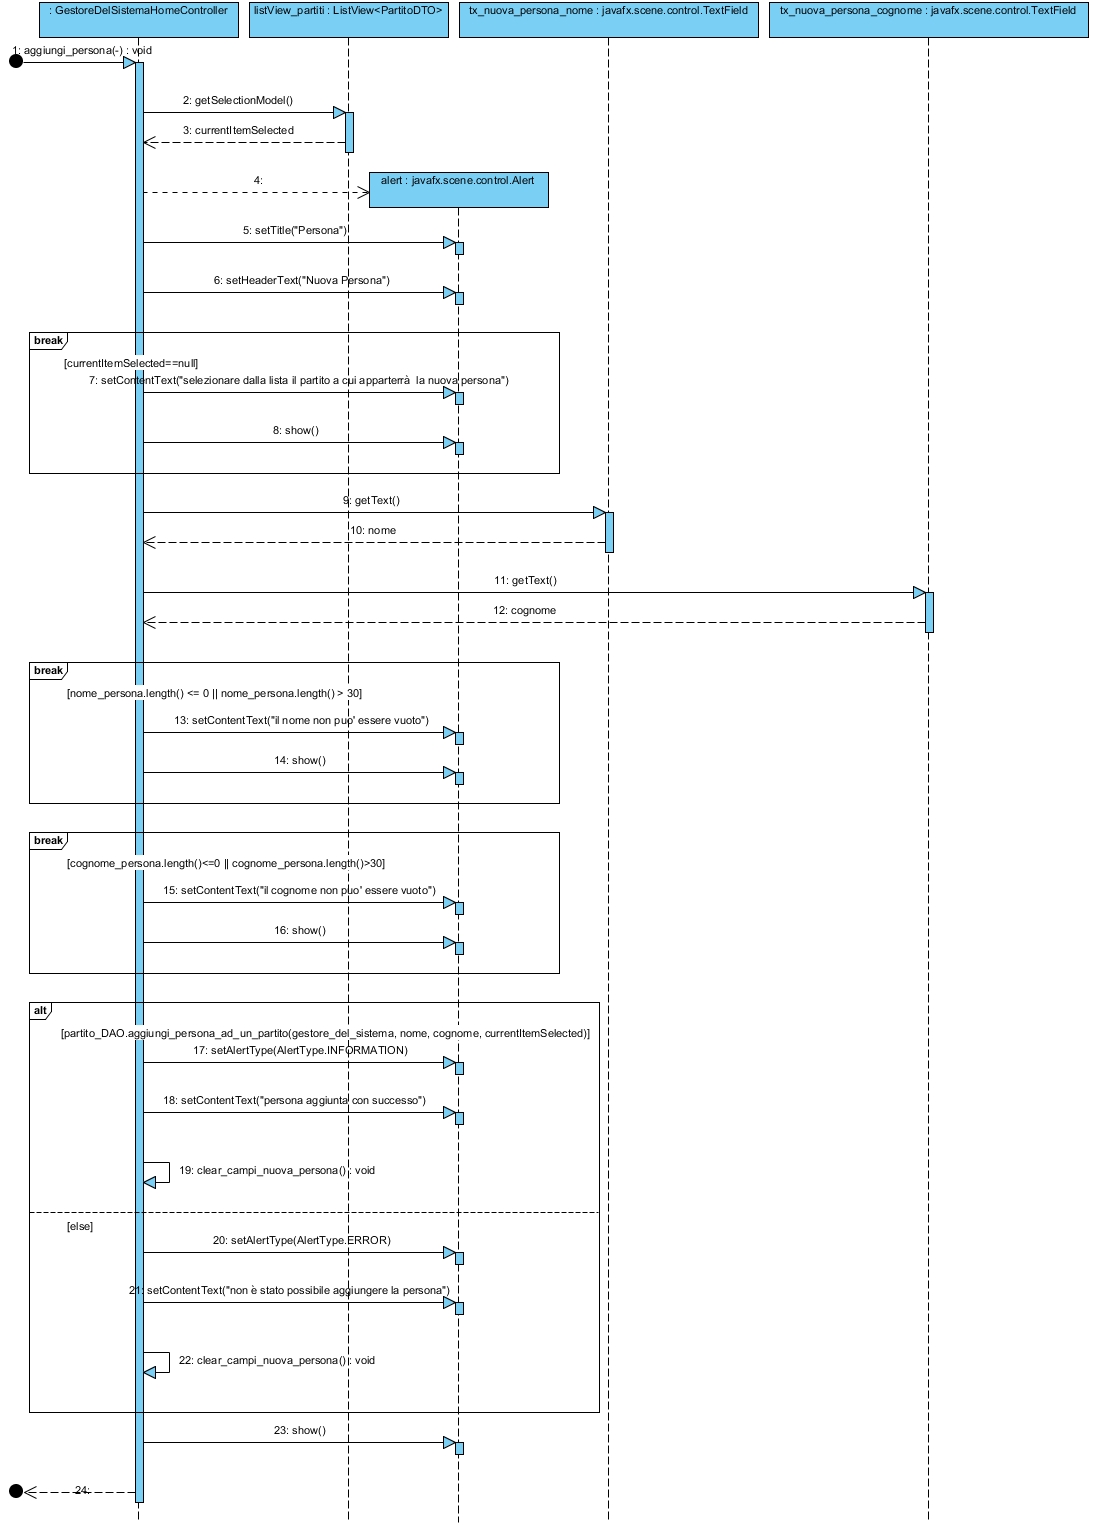 : GestoreDelSistemaHomeController
listView_partiti : ListView<PartitoDTO>
tx_nuova_persona_nome : javafx.scene.control.TextField
tx_nuova_persona_cognome : javafx.scene.control.TextField
1: aggiungi_persona(-) : void
2: getSelectionModel()
3: currentItemSelected
4:
alert : javafx.scene.control.Alert
5: setTitle("Persona")
6: setHeaderText("Nuova Persona")
break
[currentItemSelected==null]
7: setContentText("selezionare dalla lista il partito a cui apparterrà  la nuova persona")
8: show()
9: getText()
10: nome
11: getText()
12: cognome
break
[nome_persona.length() <= 0 || nome_persona.length() > 30]
13: setContentText("il nome non puo' essere vuoto")
14: show()
break
[cognome_persona.length()<=0 || cognome_persona.length()>30]
15: setContentText("il cognome non puo' essere vuoto")
16: show()
alt
[partito_DAO.aggiungi_persona_ad_un_partito(gestore_del_sistema, nome, cognome, currentItemSelected)]
17: setAlertType(AlertType.INFORMATION)
18: setContentText("persona aggiunta con successo")
19: clear_campi_nuova_persona() : void
[else]
20: setAlertType(AlertType.ERROR)
21: setContentText("non è stato possibile aggiungere la persona")
22: clear_campi_nuova_persona() : void
23: show()
24: